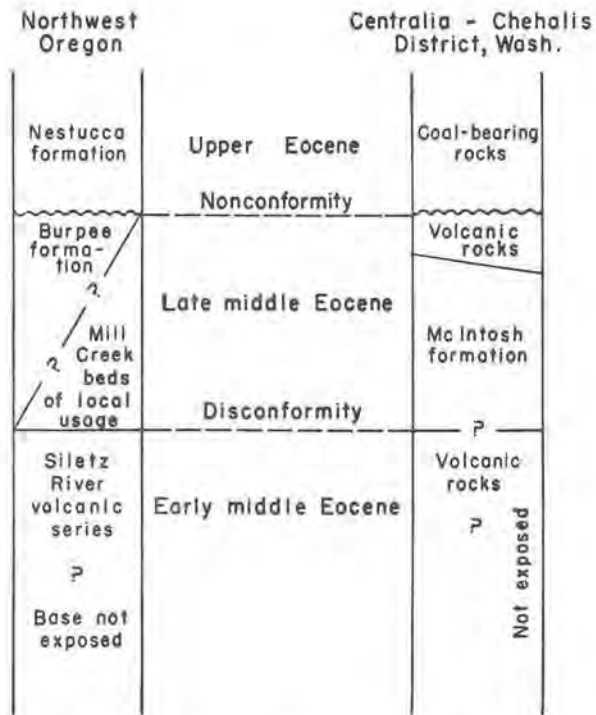 Northwest
Oregon
Centralia - Chehalis
District, Wash.
Nestucca
formation
Upper Eocene
Coal-bearing
rocks
Nonconformity
Burpee
forma-
tion
?
Late middle Eocene
Volcanic
rocks
?
Mill
Creek
beds
of local
usage
Mc Intosh
formation
Disconformity
?
Siletz
River
volcanic
series
?
Base not
exposed
Early middle Eocene
Volcanic
rocks
?
Not exposed